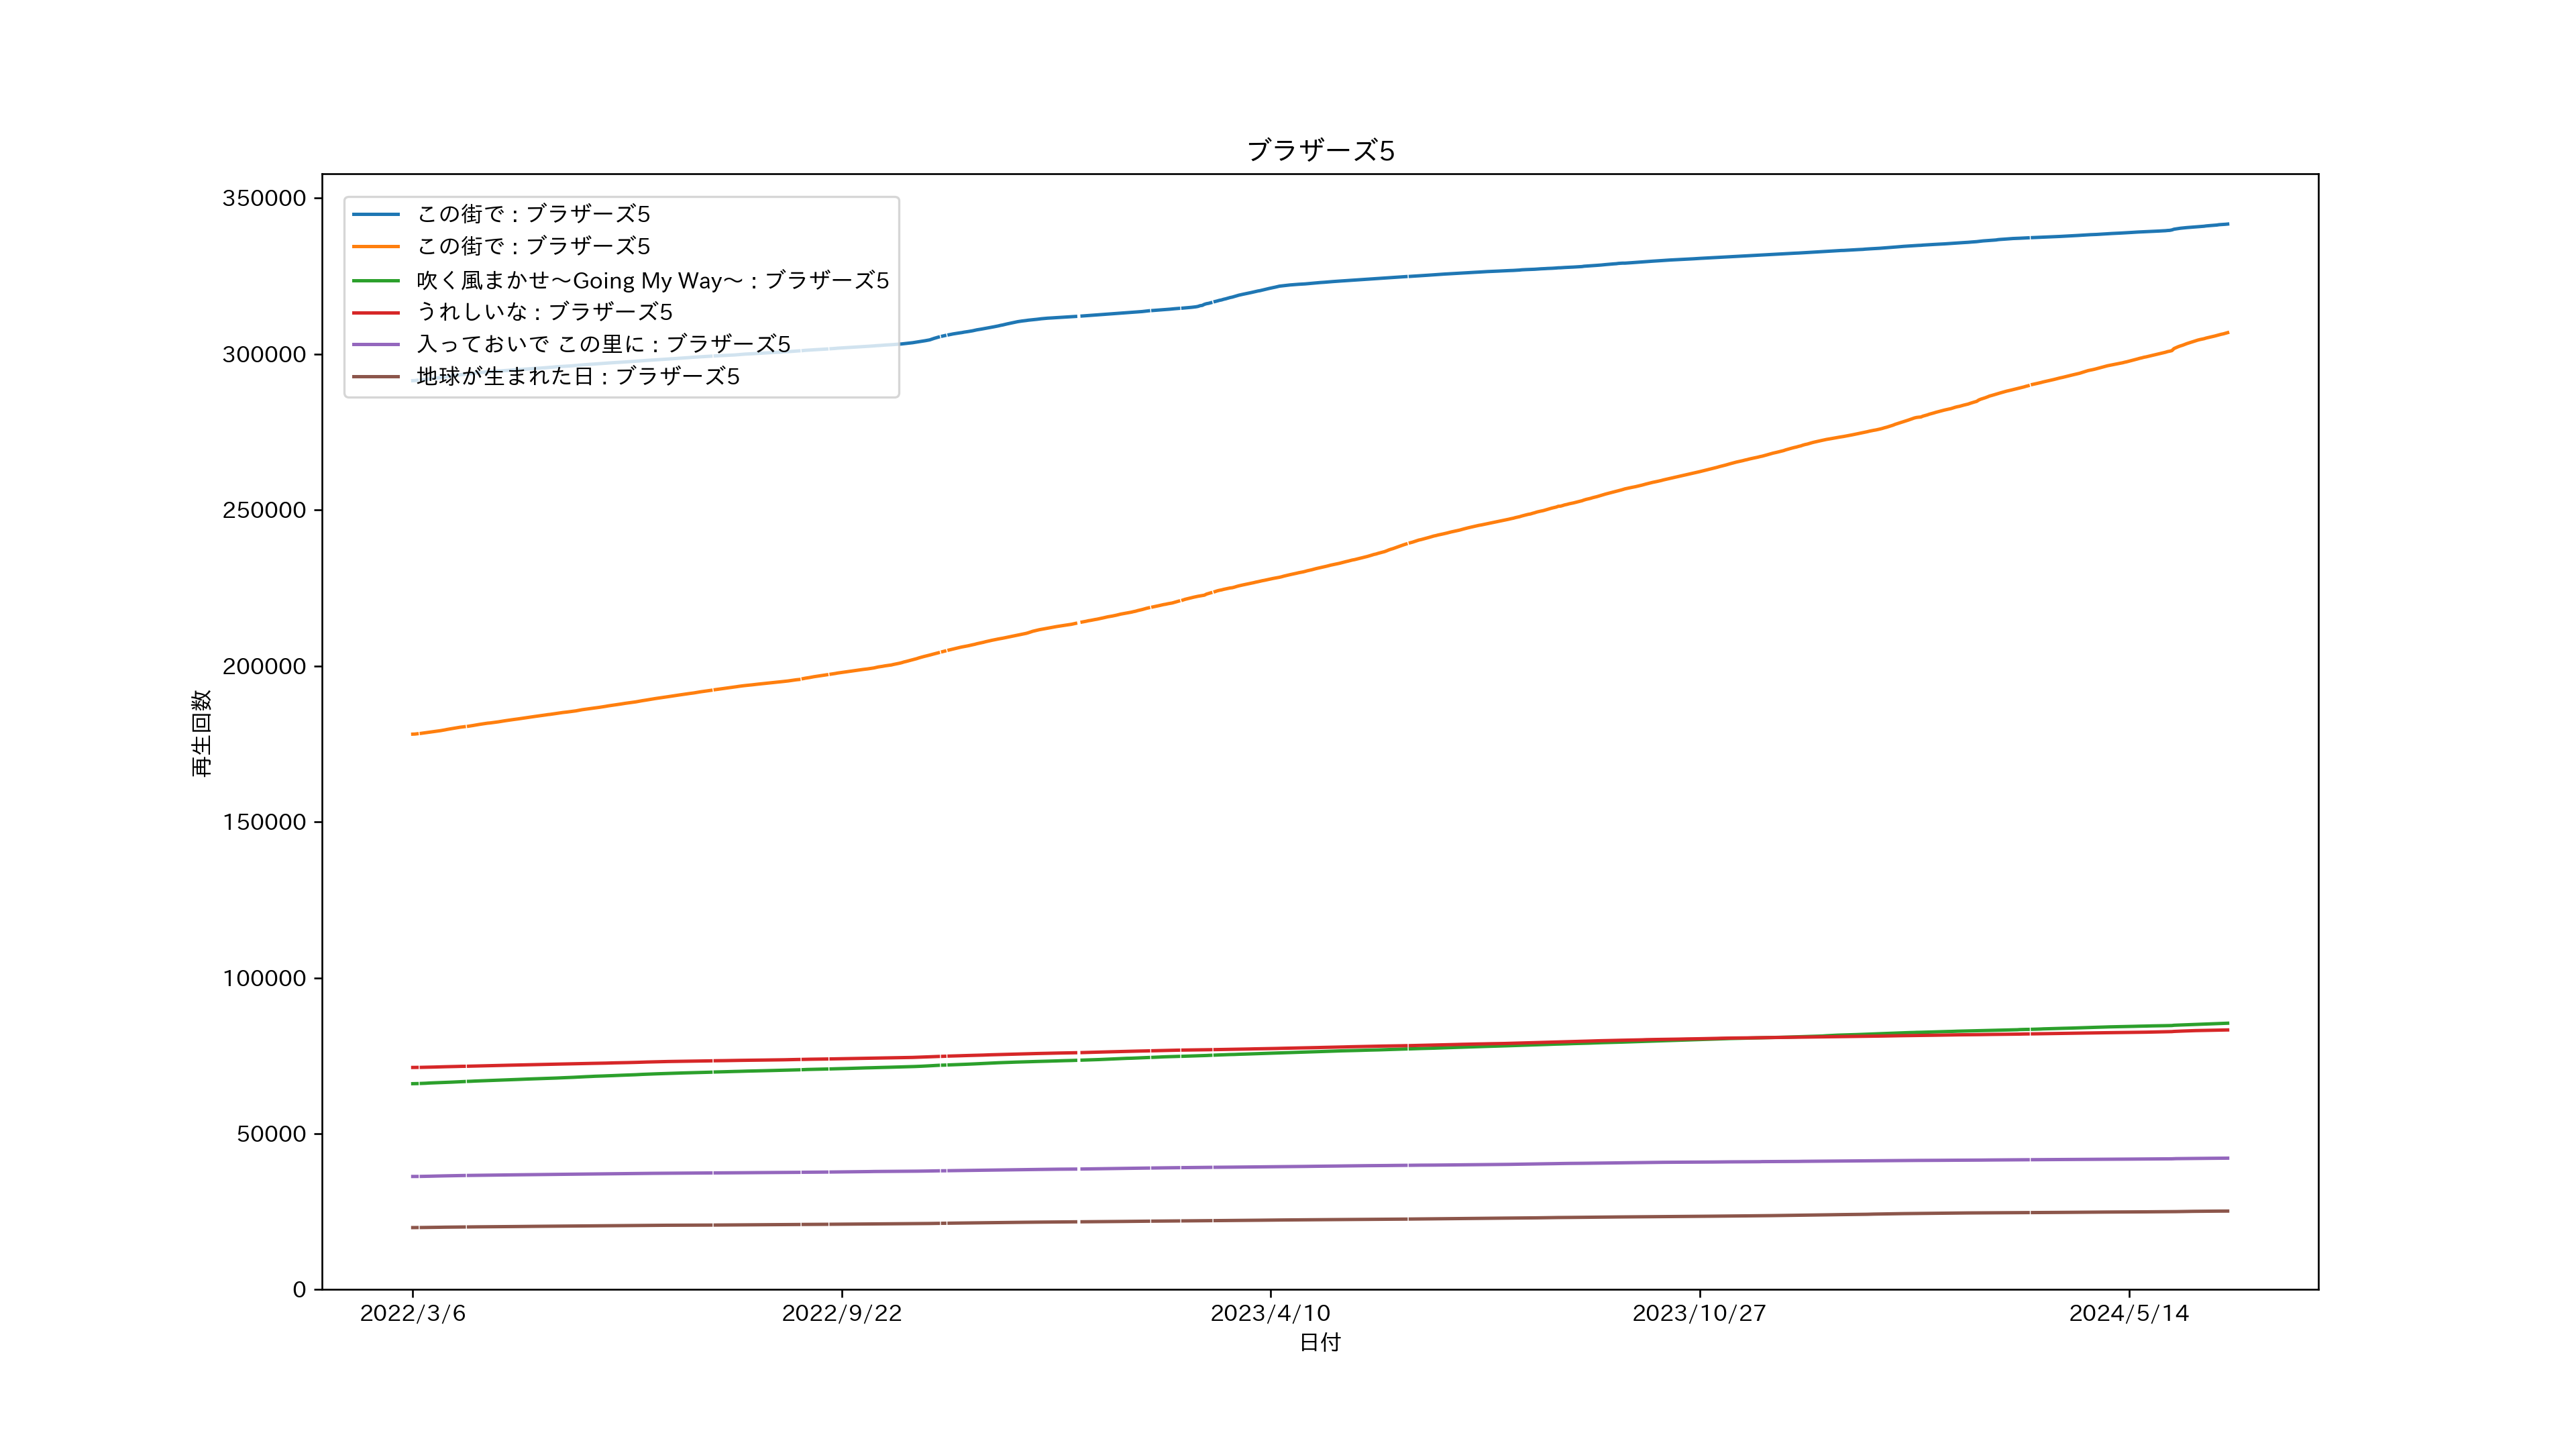 ブラザーズ5
350000
300000
250000
200000
150000
100000
50000
0
再生回数
この街で : ブラザーズ5
この街で : ブラザーズ5
吹く風まかせ～Going My Way～ : ブラザーズ5
うれしいな : ブラザーズ5
入っておいで この里に : ブラザーズ5
地球が生まれた日 : ブラザーズ5
2022/3/6 2022/9/22 2023/4/10 2023/10/27 2024/5/14
日付